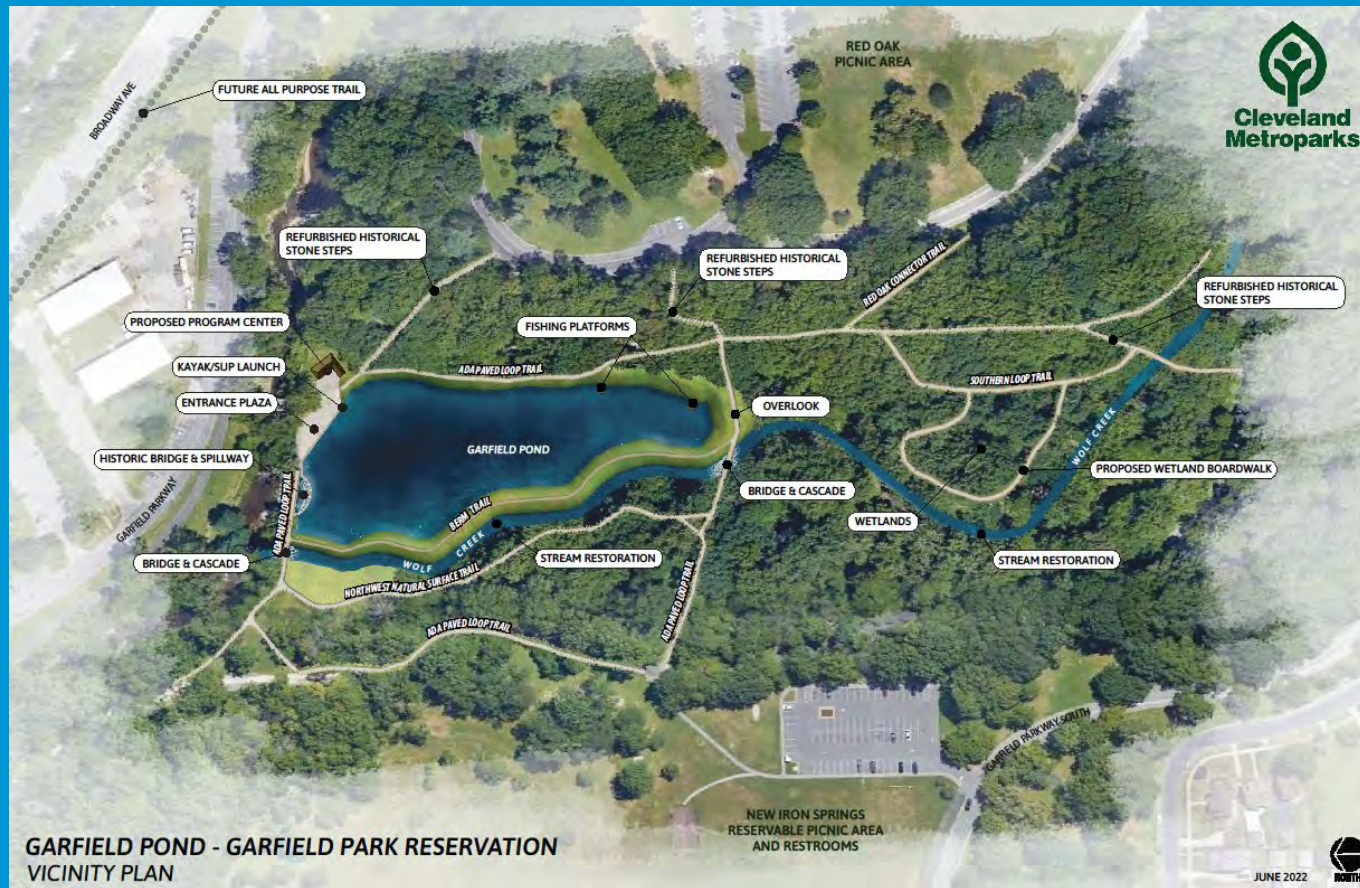 RED OAK
PICNIC AREA
Cleveland
Metroparks
FUTURE ALL PURPOSE TRAIL
BROADWAY AVE
REFURBISHED HISTORICAL
STONE STEPS
REFURBISHED HISTORICAL
STONE STEPS
RED OAK CONNECTOR TRAIL
REFURBISHED HISTORICAL
STONE STEPS
PROPOSED PROGRAM CENTER
FISHING PLATFORMS
KAYAK/SUP LAUNCH
ADA PAVED LOOP TRAIL
SOUTHERN LOOP TRAIL
ENTRANCE PLAZA
OVERLOOK
GARFIELD POND
WOLF CREEK
HISTORIC BRIDGE & SPILLWAY
PROPOSED WETLAND BOARDWALK
BRIDGE & CASCADE
GARFIELD PARKWAY
ADA PAVED LOOP TRAIL
BERM TRAIL
WETLANDS
BRIDGE & CASCADE
WOLF CREEK
STREAM RESTORATION
STREAM RESTORATION
NORTHWEST NATURAL SURFACE TRAIL
ADA PAVED LOOP TRAIL
ADA PAVED LOOP TRAIL
GARFIELD PARKWAY SOUTH
NEW IRON SPRINGS
RESERVABLE PICNIC AREA
AND RESTROOMS
GARFIELD POND - GARFIELD PARK RESERVATION
VICINITY PLAN
JUNE 2022
NORTH